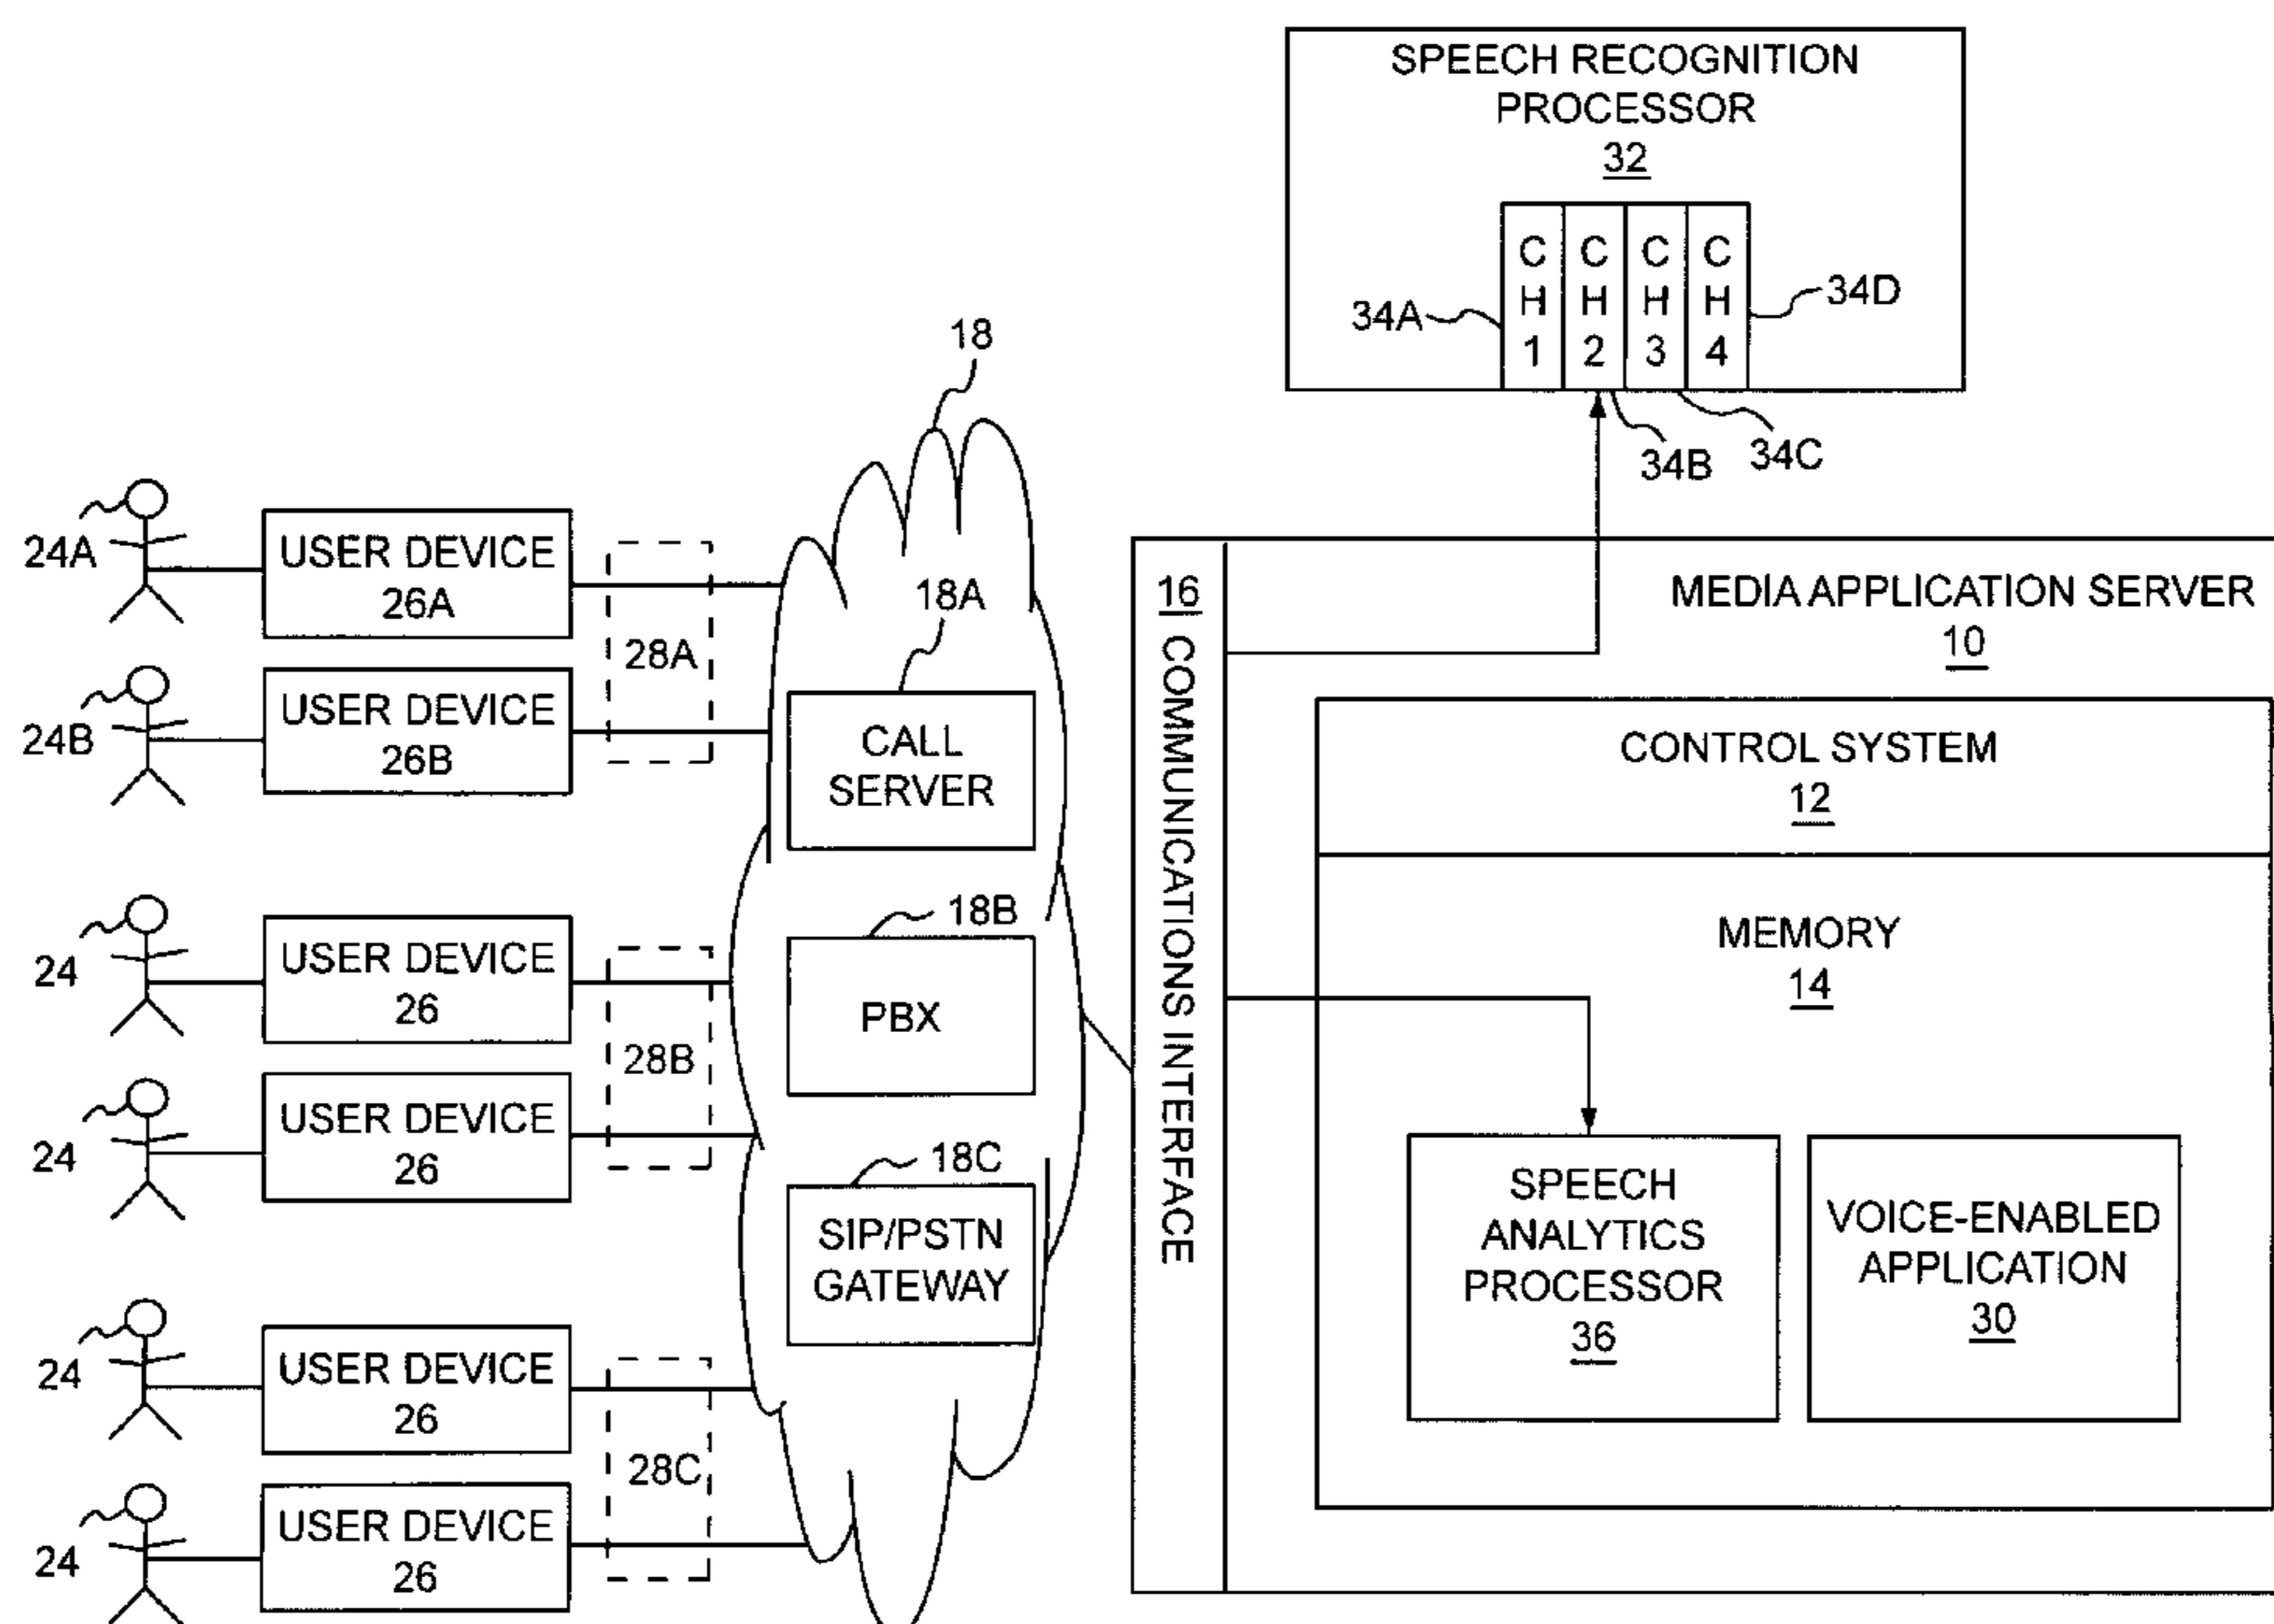 SPEECH RECOGNITION
PROCESSOR
32
C C C C
H H H H
1 2 3 4
34A
34D
34B
34C
18
24A
USER DEVICE
26A
28A
24B
USER DEVICE
26B
18A
CALL
SERVER
24
USER DEVICE
26
28B
24
USER DEVICE
26
18B
PBX
18C
SIP/PSTN
GATEWAY
24
USER DEVICE
26
28C
24
USER DEVICE
26
16
COMMUNICATIONS INTERFACE
MEDIA APPLICATION SERVER
10
CONTROL SYSTEM
12
MEMORY
14
SPEECH
ANALYTICS
PROCESSOR
36
VOICE-ENABLED
APPLICATION
30